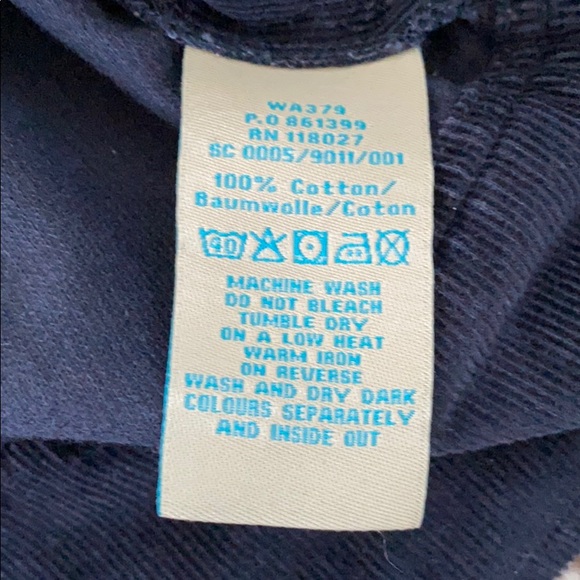 WA379
P.O 861399
RN 118027
SC 0005/9011/001
100% Cotton/
Baumwolle/Coton
40
MACHINE WASH
DO NOT BLEACH
TUMBLE DRY
ON A LOW HEAT
WARM IRON
ON REVERSE
WASH AND DRY DARK
COLOURS SEPARATELY
AND INSIDE OUT